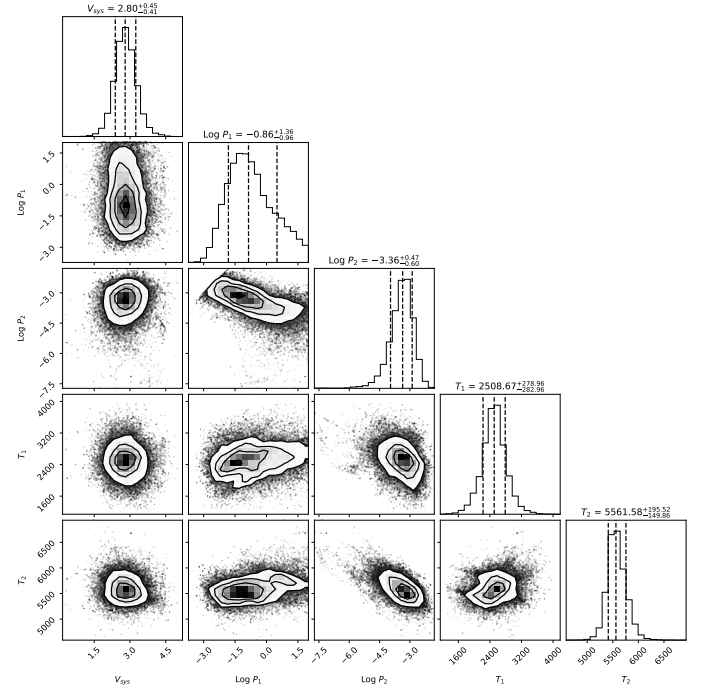 V_sys = 2.80 +0.45 −0.41
Log P_1 = −0.86 +1.36 −0.96
1.5
0.0
−1.5
−3.0
Log P_1
Log P_2 = −3.36 +0.47 −0.60
−3.0
−4.5
−6.0
−7.5
Log P_2
T_1 = 2508.67 +278.96 −282.96
4000
3200
2400
1600
T_1
T_2 = 5561.58 +195.52 −149.86
6500
6000
5500
5000
T_2
1.5 3.0 4.5 −3.0 −1.5 0.0 1.5 −7.5 −6.0 −4.5 −3.0 1600 2400 3200 4000 5000 5500 6000 6500
V_sys Log P_1 Log P_2 T_1 T_2